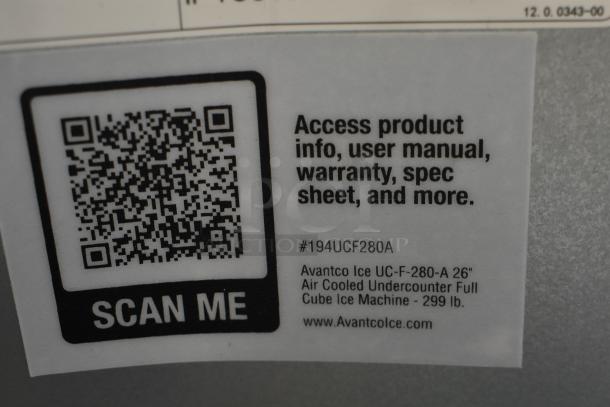 12. 0. 0343-00
Access product
info, user manual,
warranty, spec
sheet, and more.
#194UCF280A
Avantco Ice UC-F-280-A 26"
Air Cooled Undercounter Full
Cube Ice Machine - 299 lb.
www.AvantcoIce.com
SCAN ME